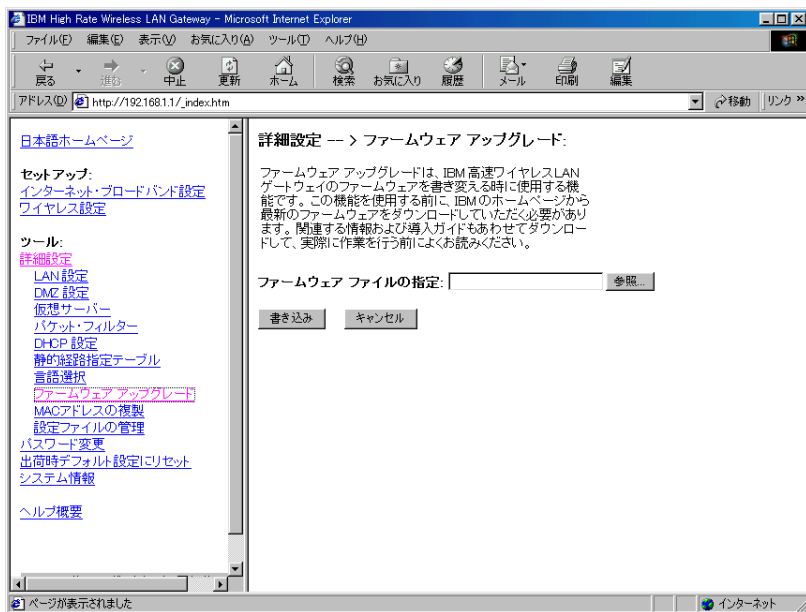 IBM High Rate Wireless LAN Gateway - Microsoft Internet Explorer
ファイル(F) 編集(E) 表示(V) お気に入り(A) ツール(T) ヘルプ(H)
戻る 進む 中止 更新 ホーム 検索 お気に入り 履歴 メール 印刷 編集
アドレス(D) http://192.168.1.1/_index.htm 移動 リンク »
日本語ホームページ
セットアップ:
インターネット・ブロードバンド設定
ワイヤレス設定
ツール:
詳細設定
LAN 設定
DMZ 設定
仮想サーバー
パケット・フィルター
DHCP 設定
静的経路指定テーブル
言語選択
ファームウェア アップグレード
MACアドレスの複製
設定ファイルの管理
パスワード変更
出荷時デフォルト設定にリセット
システム情報
ヘルプ概要
詳細設定 --> ファームウェア アップグレード:
ファームウェア アップグレードは、IBM 高速ワイヤレスLAN
ゲートウェイのファームウェアを書き変える時に使用する機
能です。この機能を使用する前に、IBMのホームページから
最新のファームウェアをダウンロードしていただく必要があり
ます。関連する情報および導入ガイドもあわせてダウンロー
ドして、実際に作業を行う前によくお読みください。
ファームウェア ファイルの指定: 参照...
書き込み キャンセル
ページが表示されました インターネット